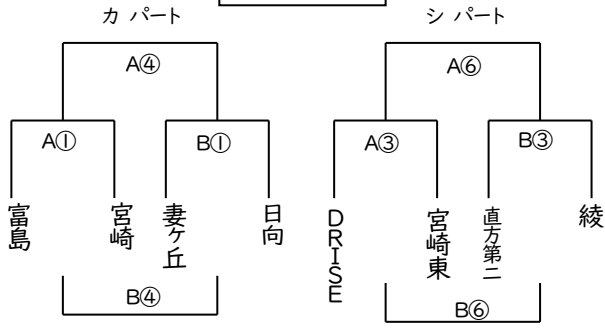 カ パート
シ パート
A④
A⑥
A①
B①
A③
B③
富島
宮崎
妻ケ丘
日向
DRISE
宮崎東
直方第二
綾
B④
B⑥